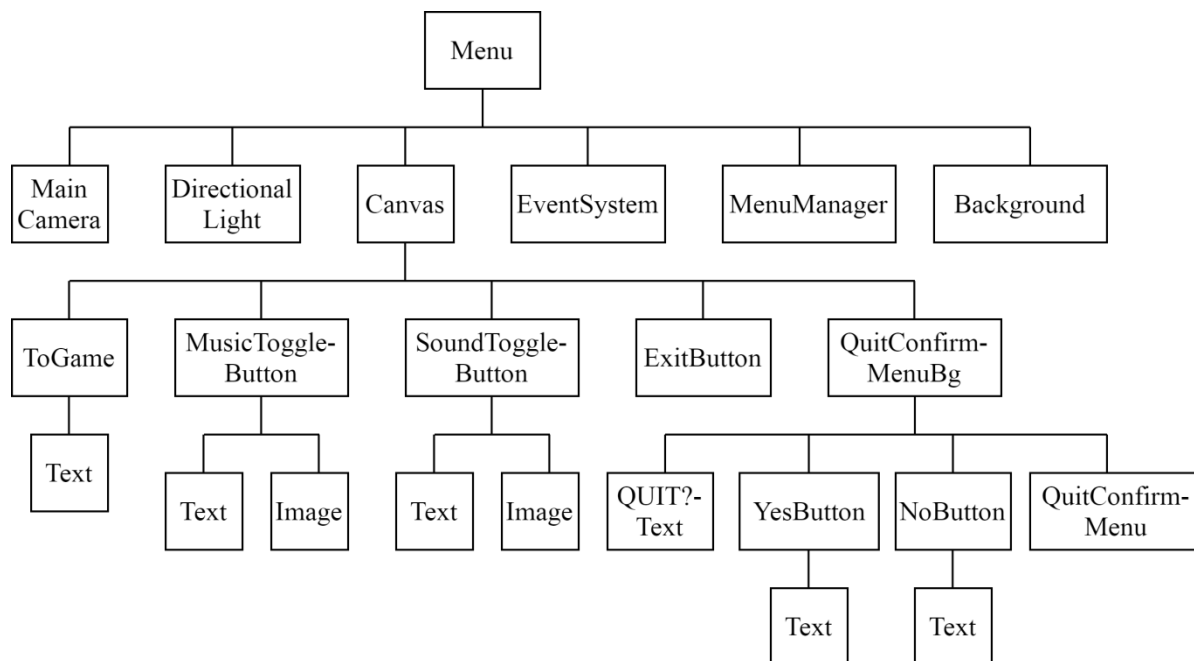 Menu
Main
Camera
Directional
Light
Canvas
EventSystem
MenuManager
Background
ToGame
MusicToggle-
Button
SoundToggle-
Button
ExitButton
QuitConfirm-
MenuBg
Text
Text
Image
Text
Image
QUIT?-
Text
YesButton
NoButton
QuitConfirm-
Menu
Text
Text